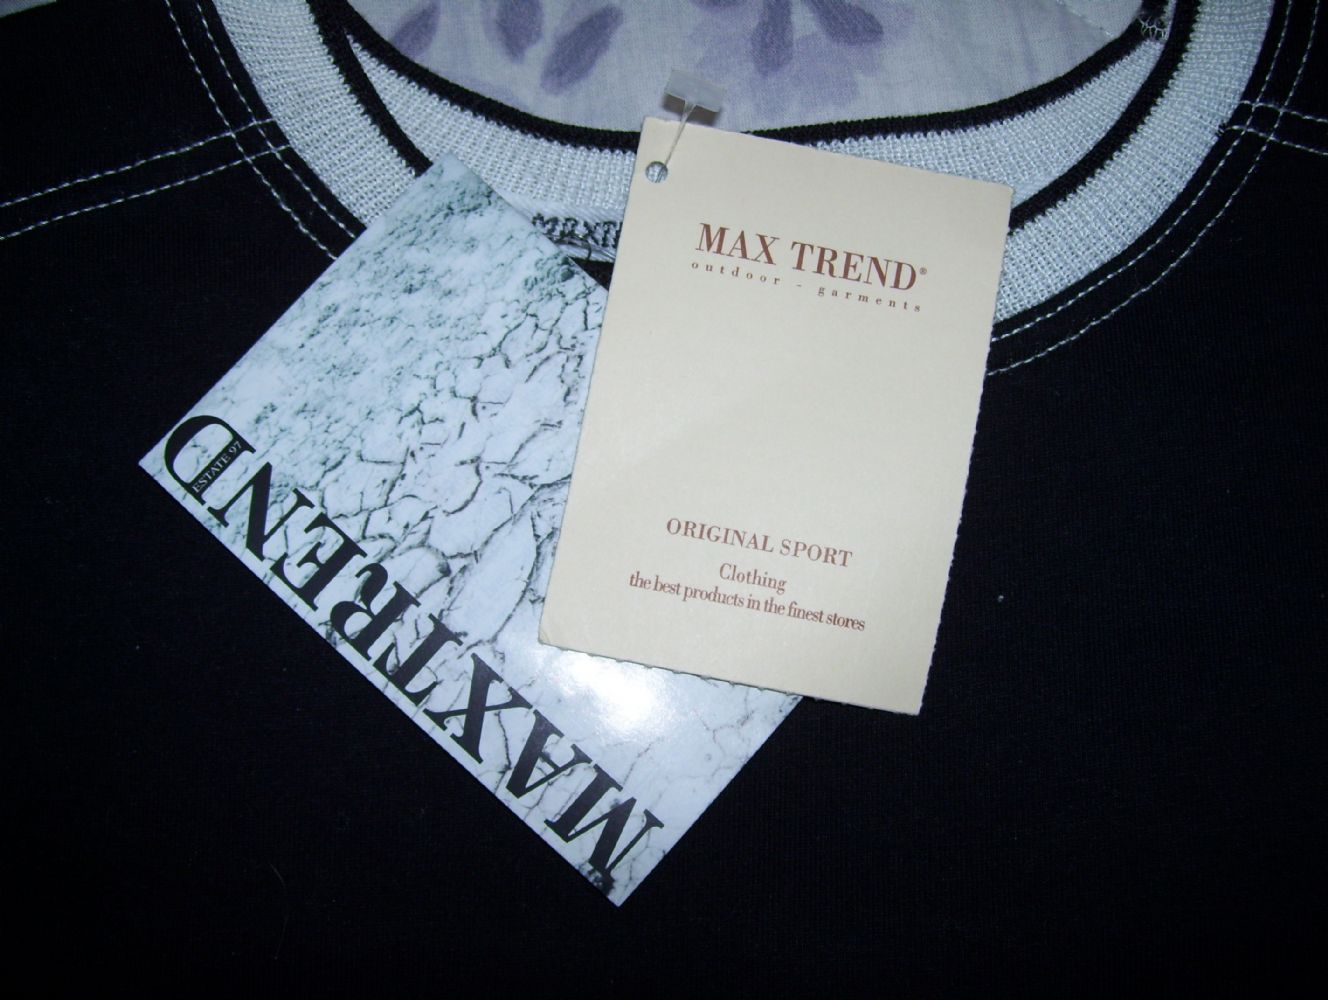 MAX TREND®
outdoor - garments
ORIGINAL SPORT
Clothing
the best products in the finest stores
MAXTREND
ESTATE 97